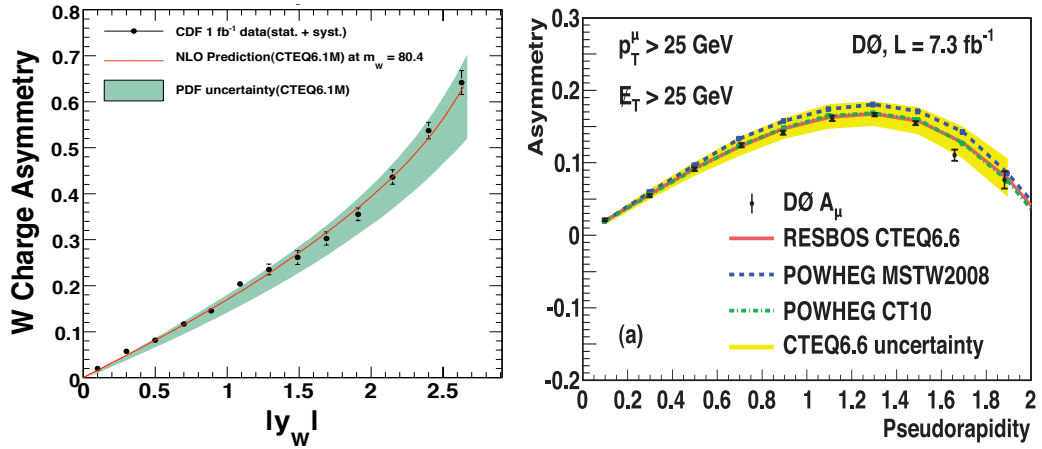 0.8
0.7
0.6
0.5
0.4
0.3
0.2
0.1
0
W Charge Asymmetry
CDF 1 fb⁻¹ data(stat. + syst.)
NLO Prediction(CTEQ6.1M) at m_W = 80.4
PDF uncertainty(CTEQ6.1M)
0 0.5 1 1.5 2 2.5
|y_W|
0.3
0.2
0.1
0
-0.1
-0.2
Asymmetry
p_T^μ > 25 GeV
DØ, L = 7.3 fb⁻¹
E̸_T > 25 GeV
DØ A_μ
RESBOS CTEQ6.6
POWHEG MSTW2008
POWHEG CT10
CTEQ6.6 uncertainty
(a)
0 0.2 0.4 0.6 0.8 1 1.2 1.4 1.6 1.8 2
Pseudorapidity